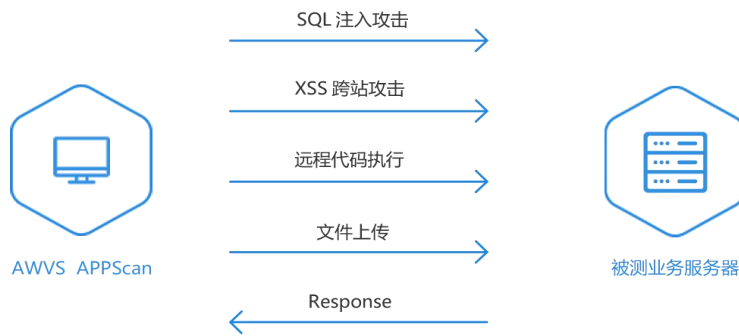 SQL 注入攻击
XSS 跨站攻击
远程代码执行
文件上传
Response
AWVS APPScan
被测业务服务器